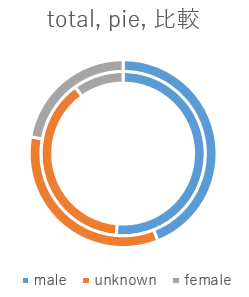 total, pie, 比較
male unknown female